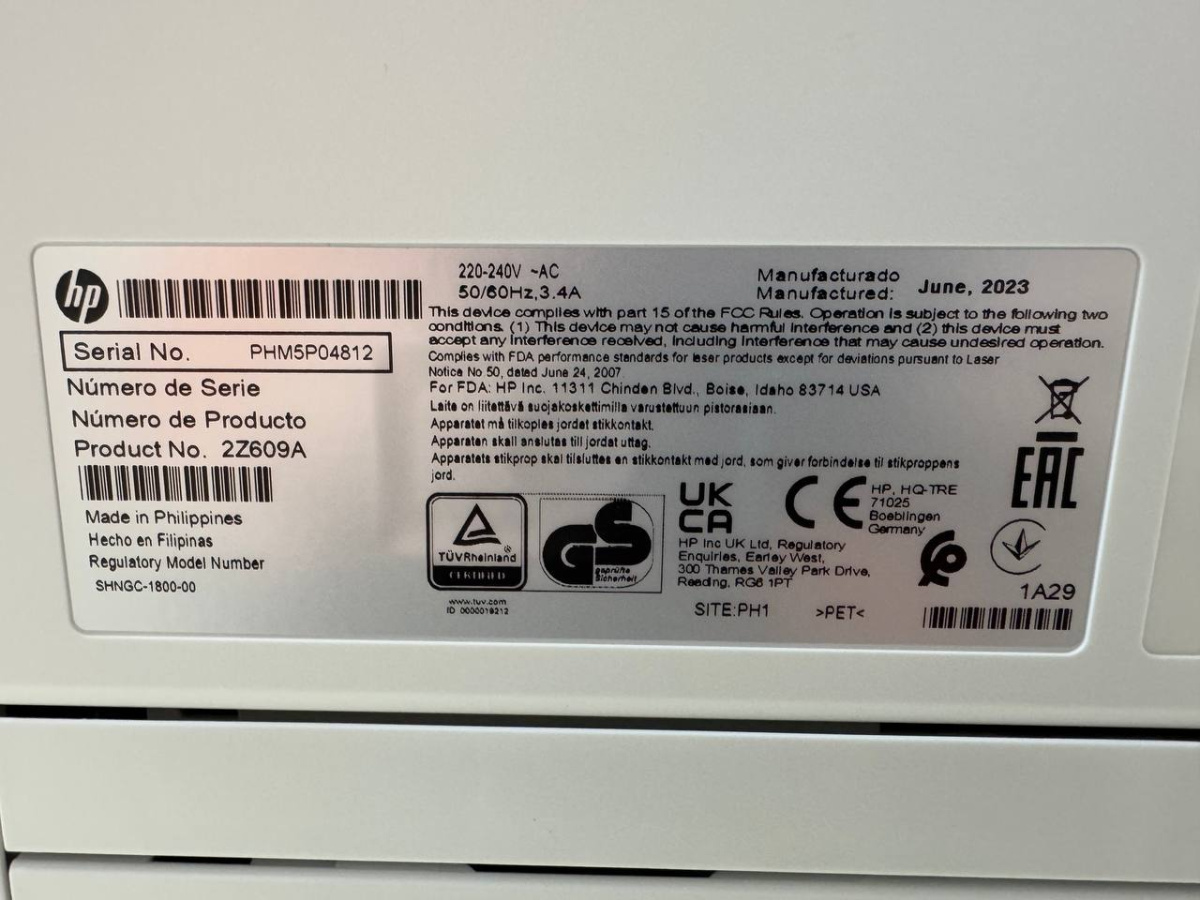 hp
220-240V ~AC
50/60Hz, 3.4A
Manufacturado
Manufactured: June, 2023
This device complies with part 15 of the FCC Rules. Operation is subject to the following two
conditions. (1) This device may not cause harmful interference and (2) this device must
accept any interference received, including interference that may cause undesired operation.
Complies with FDA performance standards for laser products except for deviations pursuant to Laser
Notice No 50, dated June 24, 2007
For FDA: HP Inc. 11311 Chinden Blvd., Boise, Idaho 83714 USA
Laite on liitettävä suojakoskettimilla varustettuun pistorasiaan.
Apparatet må tilkoples jordet stikkontakt.
Apparaten skall anslutas till jordat uttag.
Apparatets stikprop skal tilsluttes en stikkontakt med jord, som giver forbindelse til stikproppens
jord.
Serial No. PHM5P04812
Número de Serie
Número de Producto
Product No. 2Z609A
Made in Philippines
Hecho en Filipinas
Regulatory Model Number
SHNGC-1800-00
TÜVRheinland®
CERTIFIED
www.tuv.com
ID 0000019212
GS
geprüfte
Sicherheit
UK
CA
HP Inc UK Ltd, Regulatory
Enquiries, Earley West,
300 Thames Valley Park Drive,
Reading, RG6 1PT
SITE:PH1 >PET<
CE
HP, HQ-TRE
71025
Boeblingen
Germany
EAC
1A29